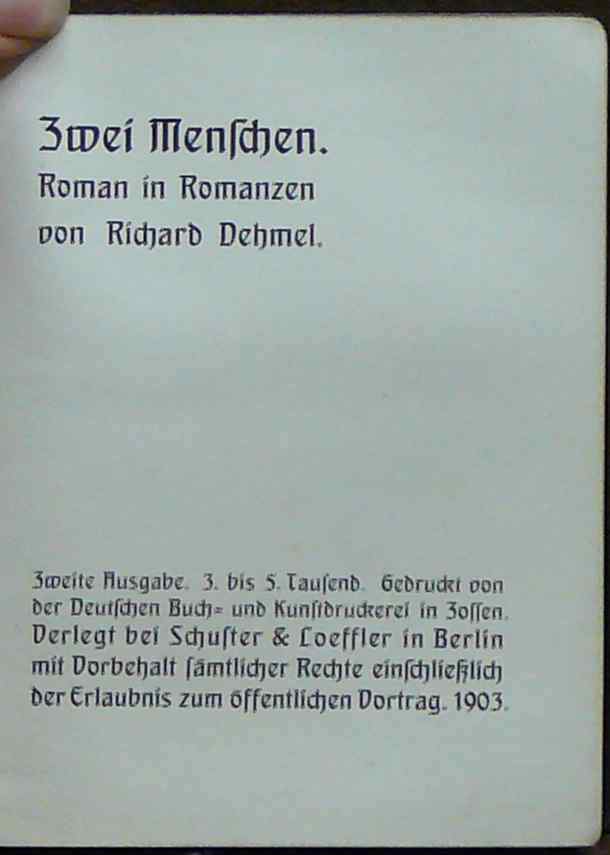 Zwei Menſchen.
Roman in Romanzen
von Richard Dehmel.
Zweite Ausgabe. 3. bis 5. Tauſend. Gedruckt von
der Deutſchen Buch= und Kunſtdruckerei in Zoſſen.
Verlegt bei Schuſter & Loeffler in Berlin
mit Vorbehalt ſämtlicher Rechte einſchließlich
der Erlaubnis zum öffentlichen Vortrag. 1903.